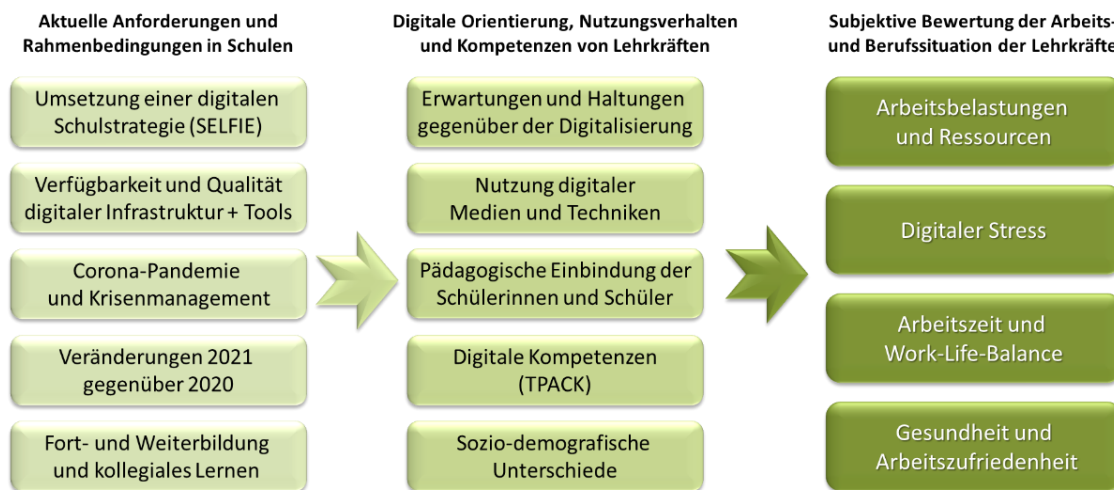 Aktuelle Anforderungen und
Rahmenbedingungen in Schulen
Umsetzung einer digitalen
Schulstrategie (SELFIE)
Verfügbarkeit und Qualität
digitaler Infrastruktur + Tools
Corona-Pandemie
und Krisenmanagement
Veränderungen 2021
gegenüber 2020
Fort- und Weiterbildung
und kollegiales Lernen
Digitale Orientierung, Nutzungsverhalten
und Kompetenzen von Lehrkräften
Erwartungen und Haltungen
gegenüber der Digitalisierung
Nutzung digitaler
Medien und Techniken
Pädagogische Einbindung der
Schülerinnen und Schüler
Digitale Kompetenzen
(TPACK)
Sozio-demografische
Unterschiede
Subjektive Bewertung der Arbeits-
und Berufssituation der Lehrkräfte
Arbeitsbelastungen
und Ressourcen
Digitaler Stress
Arbeitszeit und
Work-Life-Balance
Gesundheit und
Arbeitszufriedenheit